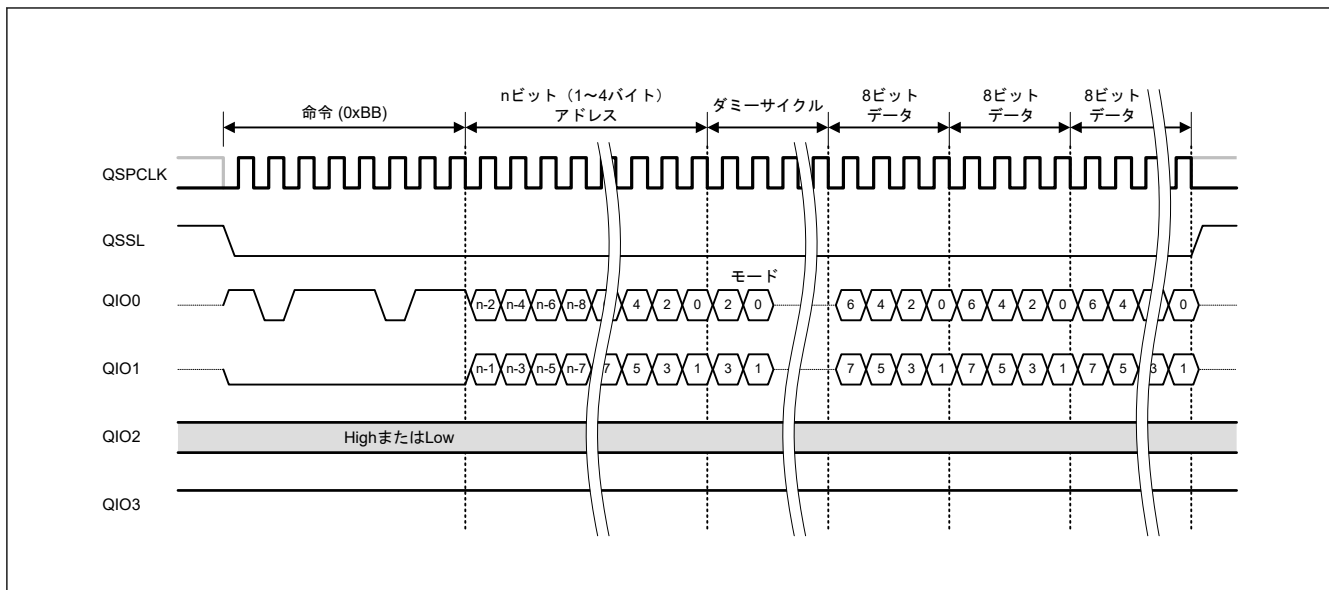 命令 (0xBB)
nビット（1～4バイト）
アドレス
ダミーサイクル
8ビット
データ
8ビット
データ
8ビット
データ
QSPCLK
QSSL
モード
QIO0
n-2 n-4 n-6 n-8 4 2 0 2 0 6 4 2 0 6 4 2 0 6 4 0
QIO1
n-1 n-3 n-5 n-7 7 5 3 1 3 1 7 5 3 1 7 5 3 1 7 5 3 1
QIO2
HighまたはLow
QIO3